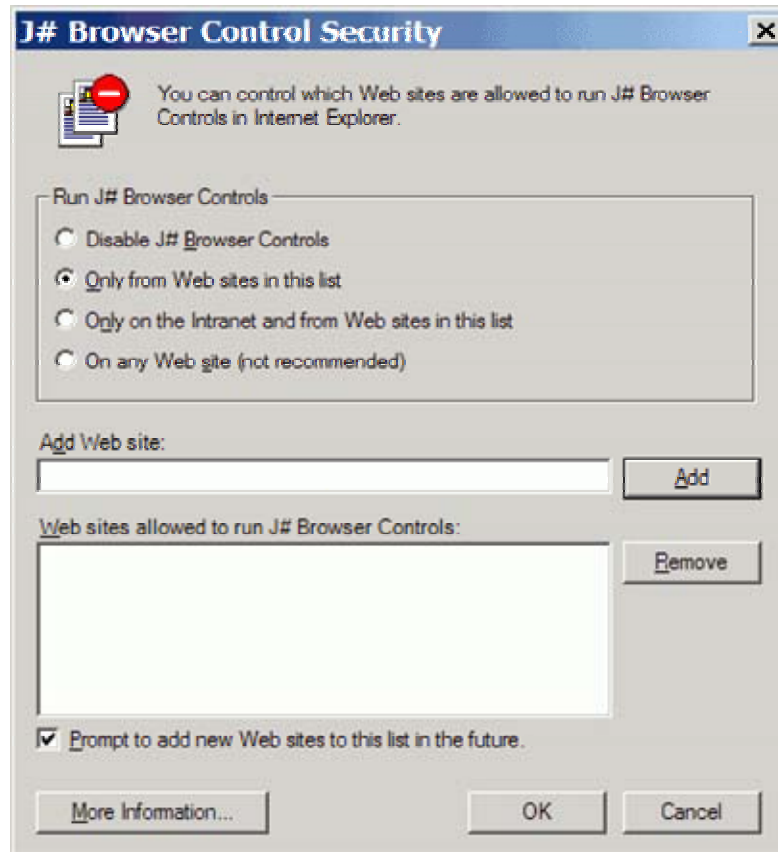 J# Browser Control Security
You can control which Web sites are allowed to run J# Browser
Controls in Internet Explorer.
Run J# Browser Controls
Disable J# Browser Controls
Only from Web sites in this list
Only on the Intranet and from Web sites in this list
On any Web site (not recommended)
Add Web site:
Add
Web sites allowed to run J# Browser Controls:
Remove
Prompt to add new Web sites to this list in the future.
More Information...
OK
Cancel